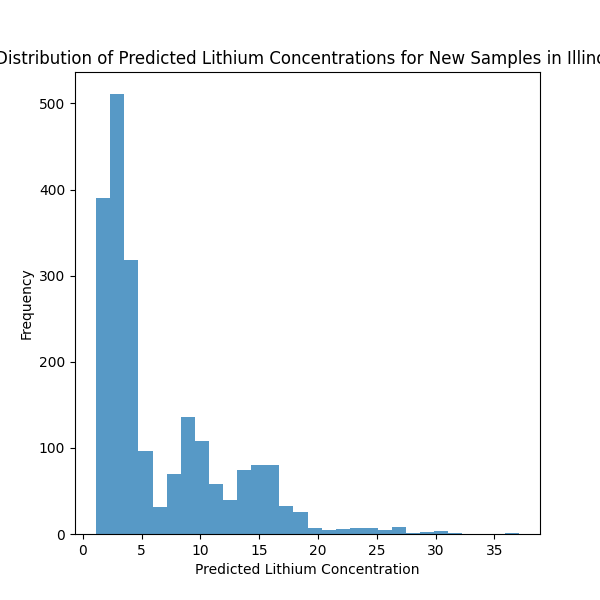 Distribution of Predicted Lithium Concentrations for New Samples in Illino
500
400
300
200
100
0
Frequency
0 5 10 15 20 25 30 35
Predicted Lithium Concentration